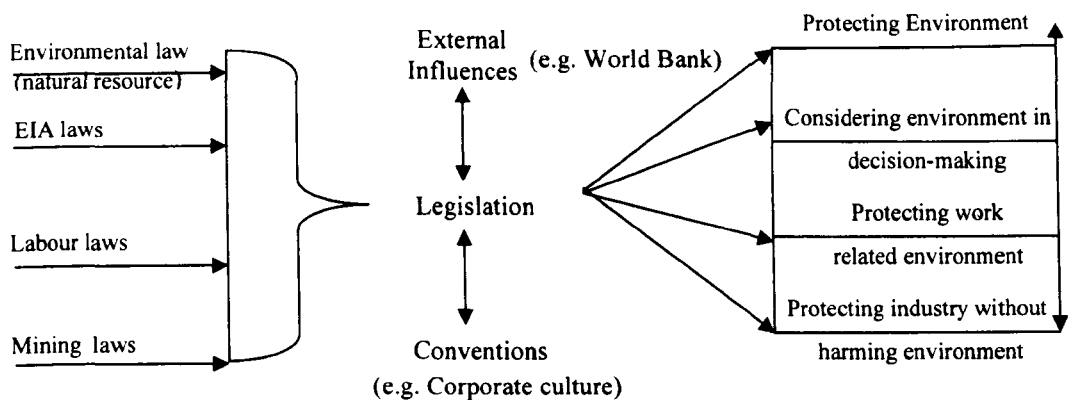 Environmental law
(natural resource)
EIA laws
Labour laws
Mining laws
External
Influences
(e.g. World Bank)
Legislation
Conventions
(e.g. Corporate culture)
Protecting Environment
Considering environment in
decision-making
Protecting work
related environment
Protecting industry without
harming environment